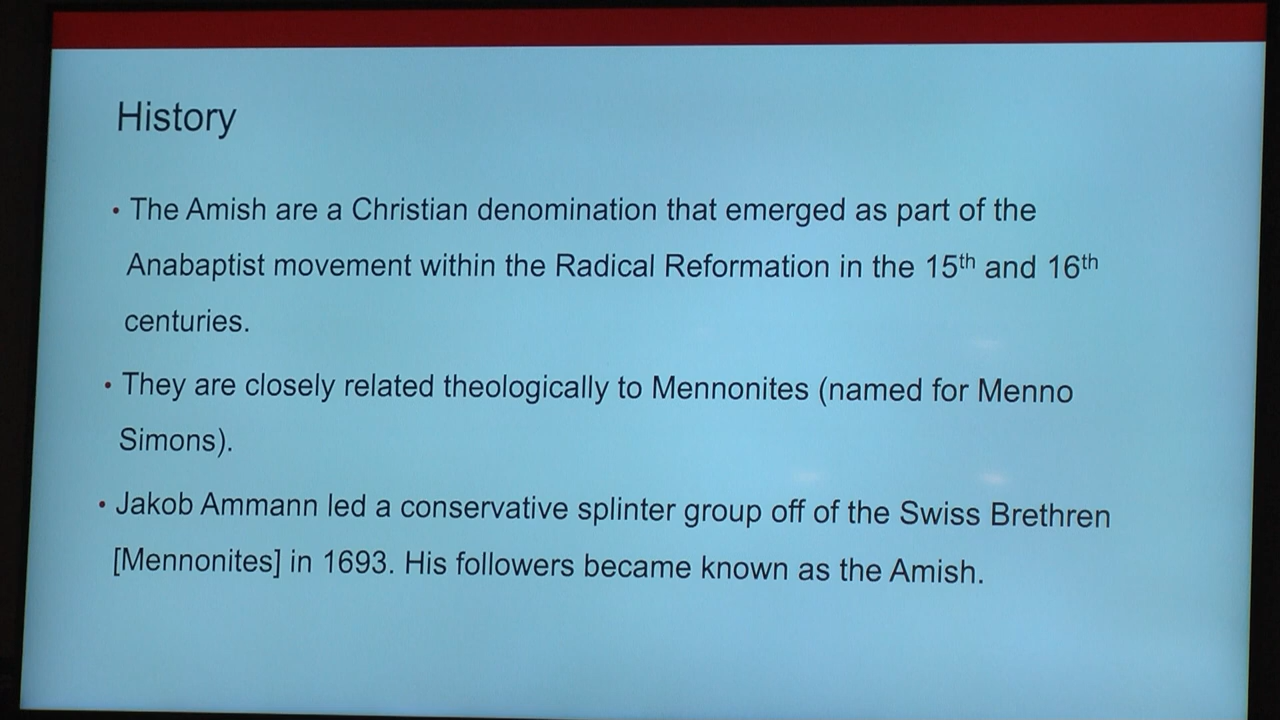 History
• The Amish are a Christian denomination that emerged as part of the
Anabaptist movement within the Radical Reformation in the 15th and 16th
centuries.
• They are closely related theologically to Mennonites (named for Menno
Simons).
• Jakob Ammann led a conservative splinter group off of the Swiss Brethren
[Mennonites] in 1693. His followers became known as the Amish.